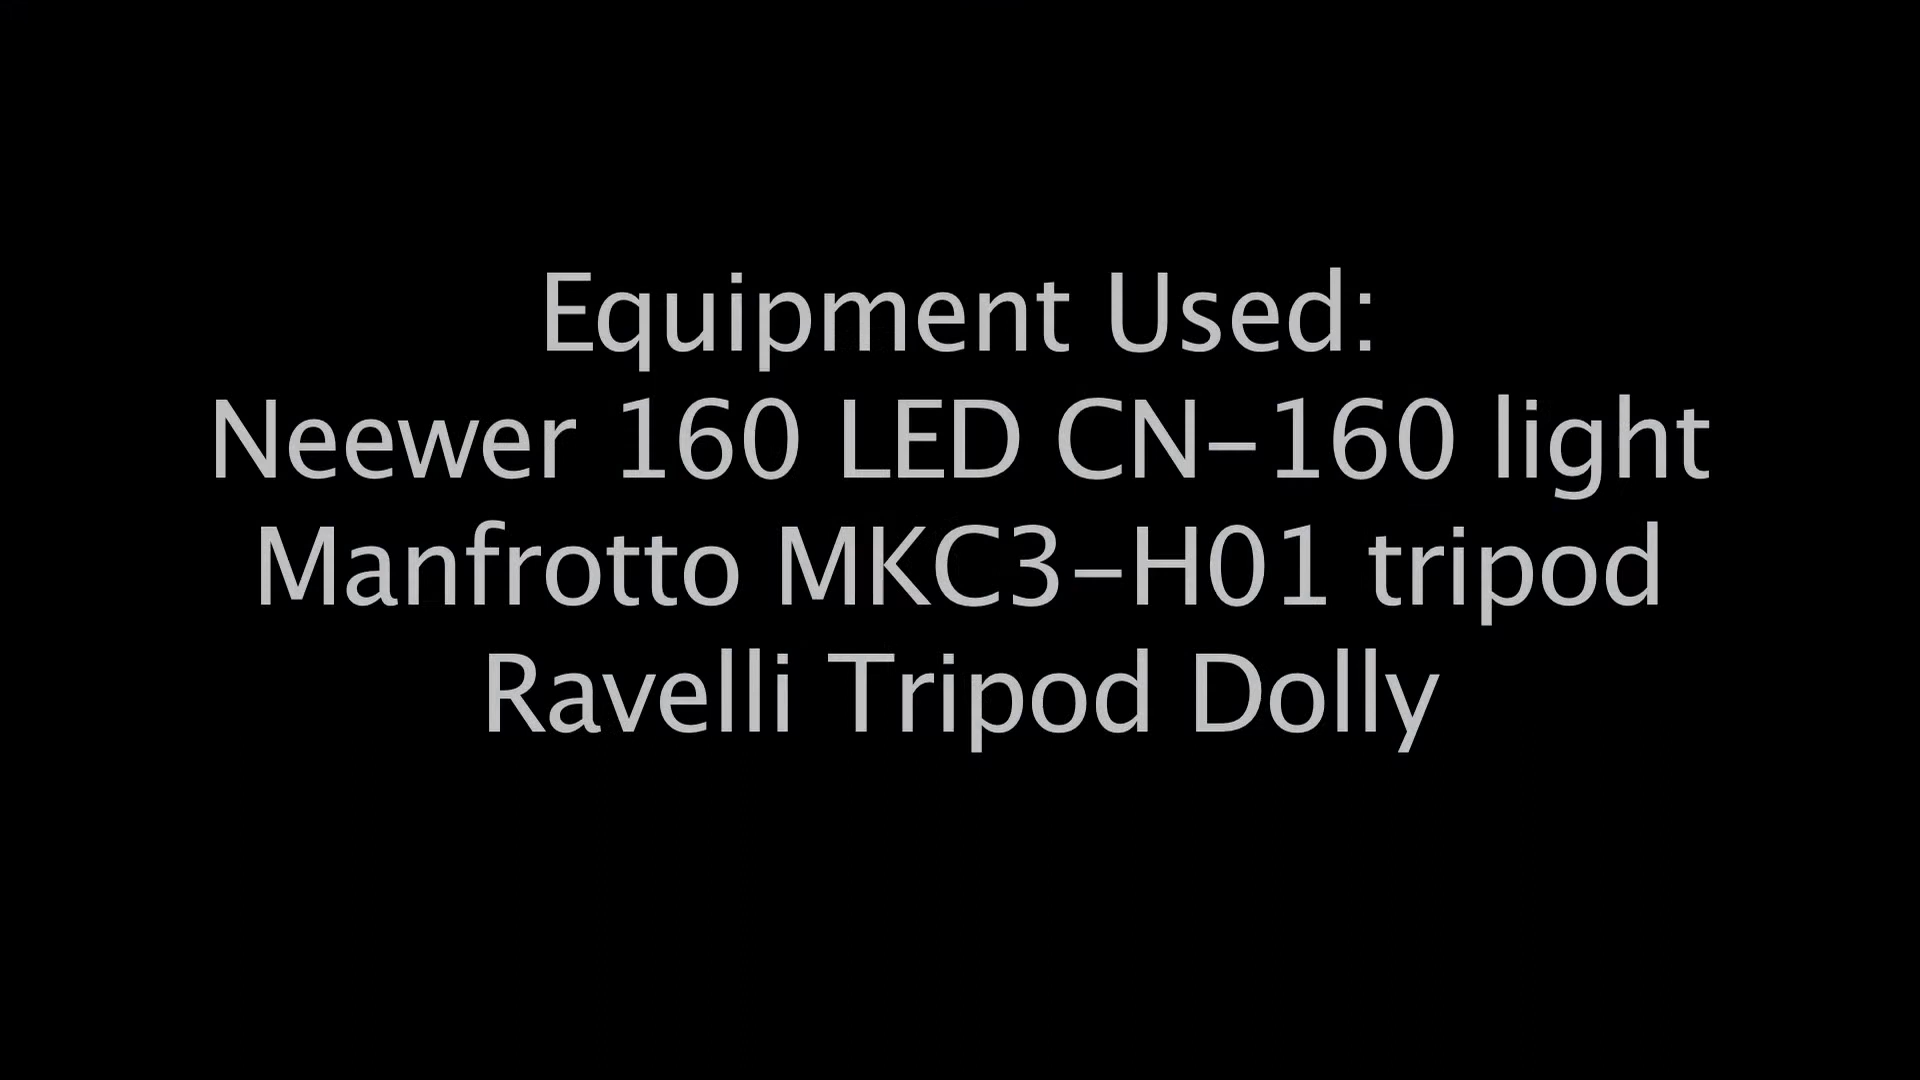 Equipment Used:
Neewer 160 LED CN-160 light
Manfrotto MKC3-H01 tripod
Ravelli Tripod Dolly